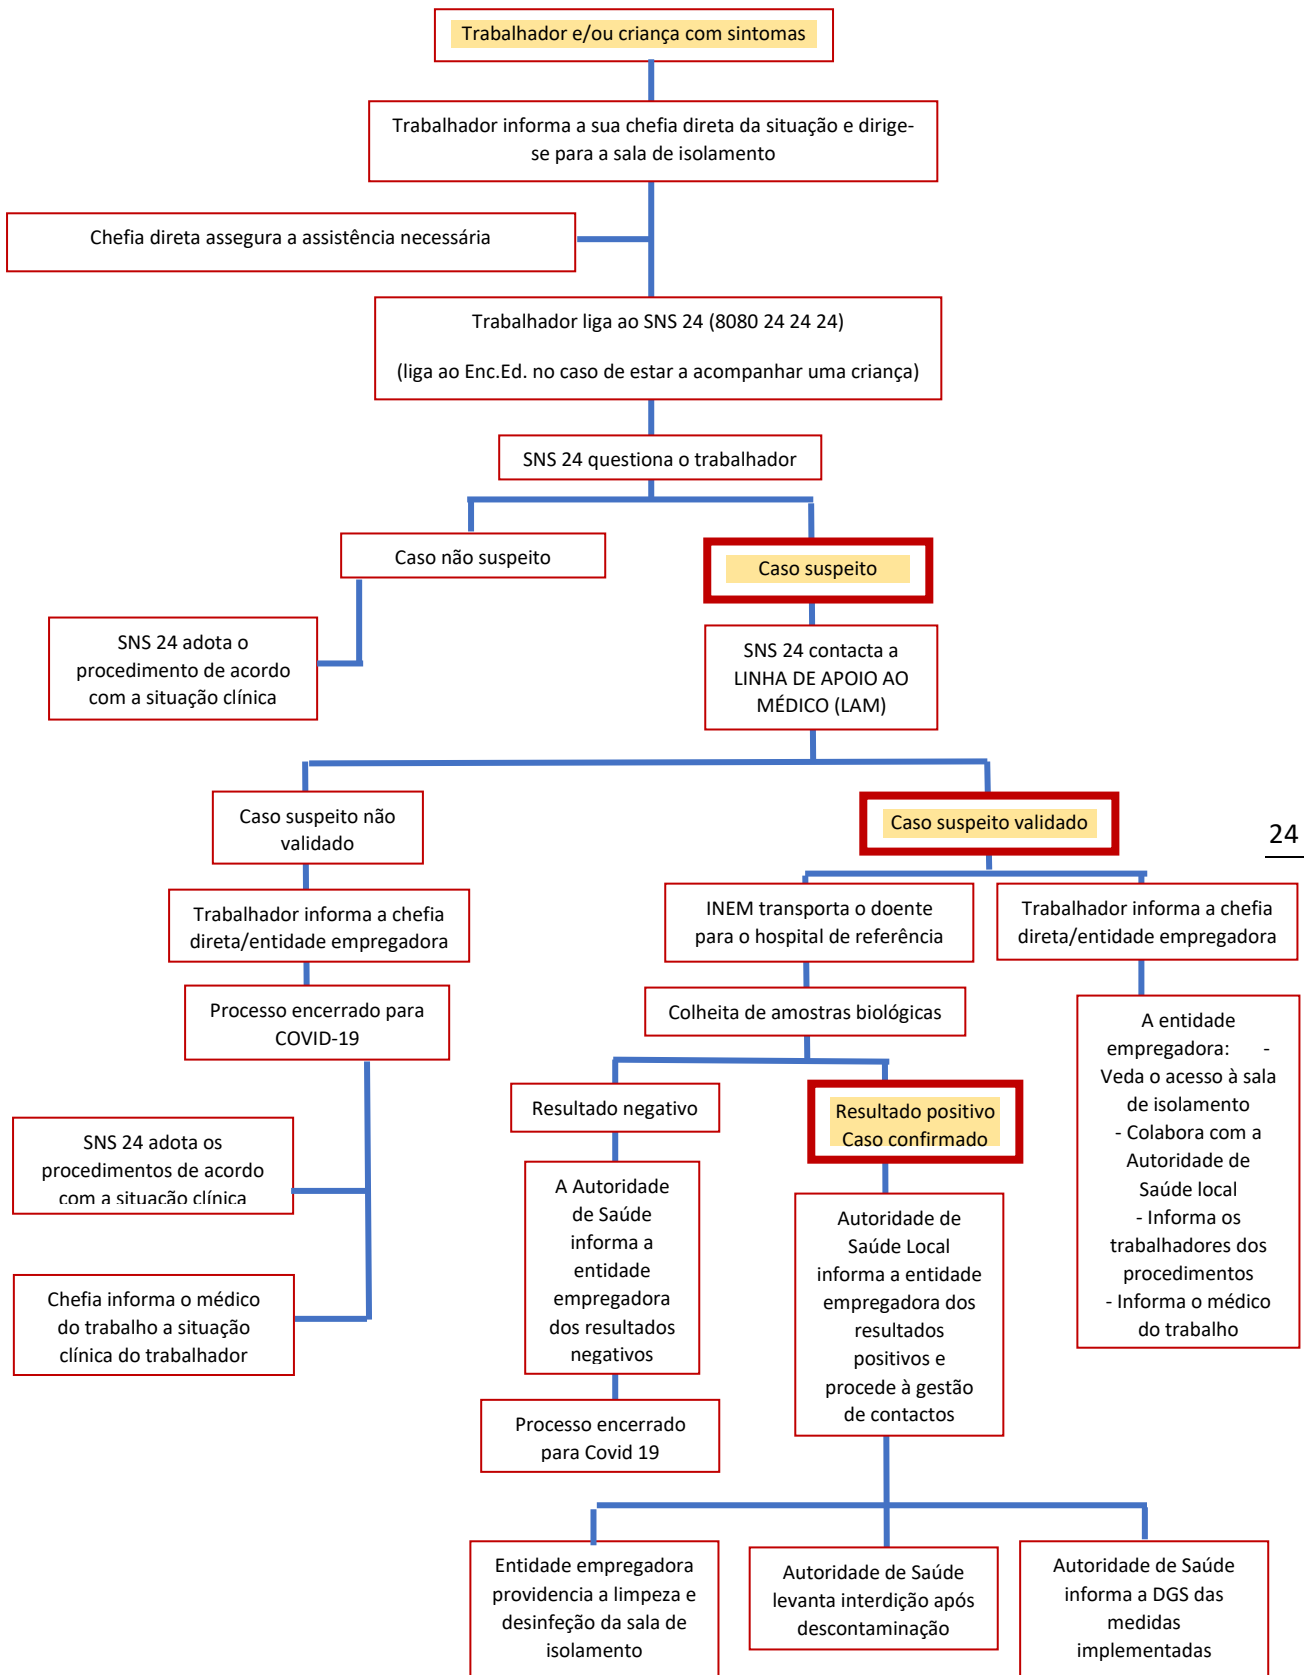 Trabalhador e/ou criança com sintomas
Trabalhador informa a sua chefia direta da situação e dirige-
se para a sala de isolamento
Chefia direta assegura a assistência necessária
Trabalhador liga ao SNS 24 (8080 24 24 24)
(liga ao Enc.Ed. no caso de estar a acompanhar uma criança)
SNS 24 questiona o trabalhador
Caso não suspeito
Caso suspeito
SNS 24 adota o
procedimento de acordo
com a situação clínica
SNS 24 contacta a
LINHA DE APOIO AO
MÉDICO (LAM)
Caso suspeito não
validado
Caso suspeito validado
24
Trabalhador informa a chefia
direta/entidade empregadora
INEM transporta o doente
para o hospital de referência
Trabalhador informa a chefia
direta/entidade empregadora
Processo encerrado para
COVID-19
Colheita de amostras biológicas
A entidade
empregadora: -
Veda o acesso à sala
de isolamento
- Colabora com a
Autoridade de
Saúde local
- Informa os
trabalhadores dos
procedimentos
- Informa o médico
do trabalho
Resultado negativo
Resultado positivo
Caso confirmado
SNS 24 adota os
procedimentos de acordo
com a situação clínica
A Autoridade
de Saúde
informa a
entidade
empregadora
dos resultados
negativos
Autoridade de
Saúde Local
informa a entidade
empregadora dos
resultados
positivos e
procede à gestão
de contactos
Chefia informa o médico
do trabalho a situação
clínica do trabalhador
Processo encerrado
para Covid 19
Entidade empregadora
providencia a limpeza e
desinfeção da sala de
isolamento
Autoridade de Saúde
levanta interdição após
descontaminação
Autoridade de Saúde
informa a DGS das
medidas
implementadas